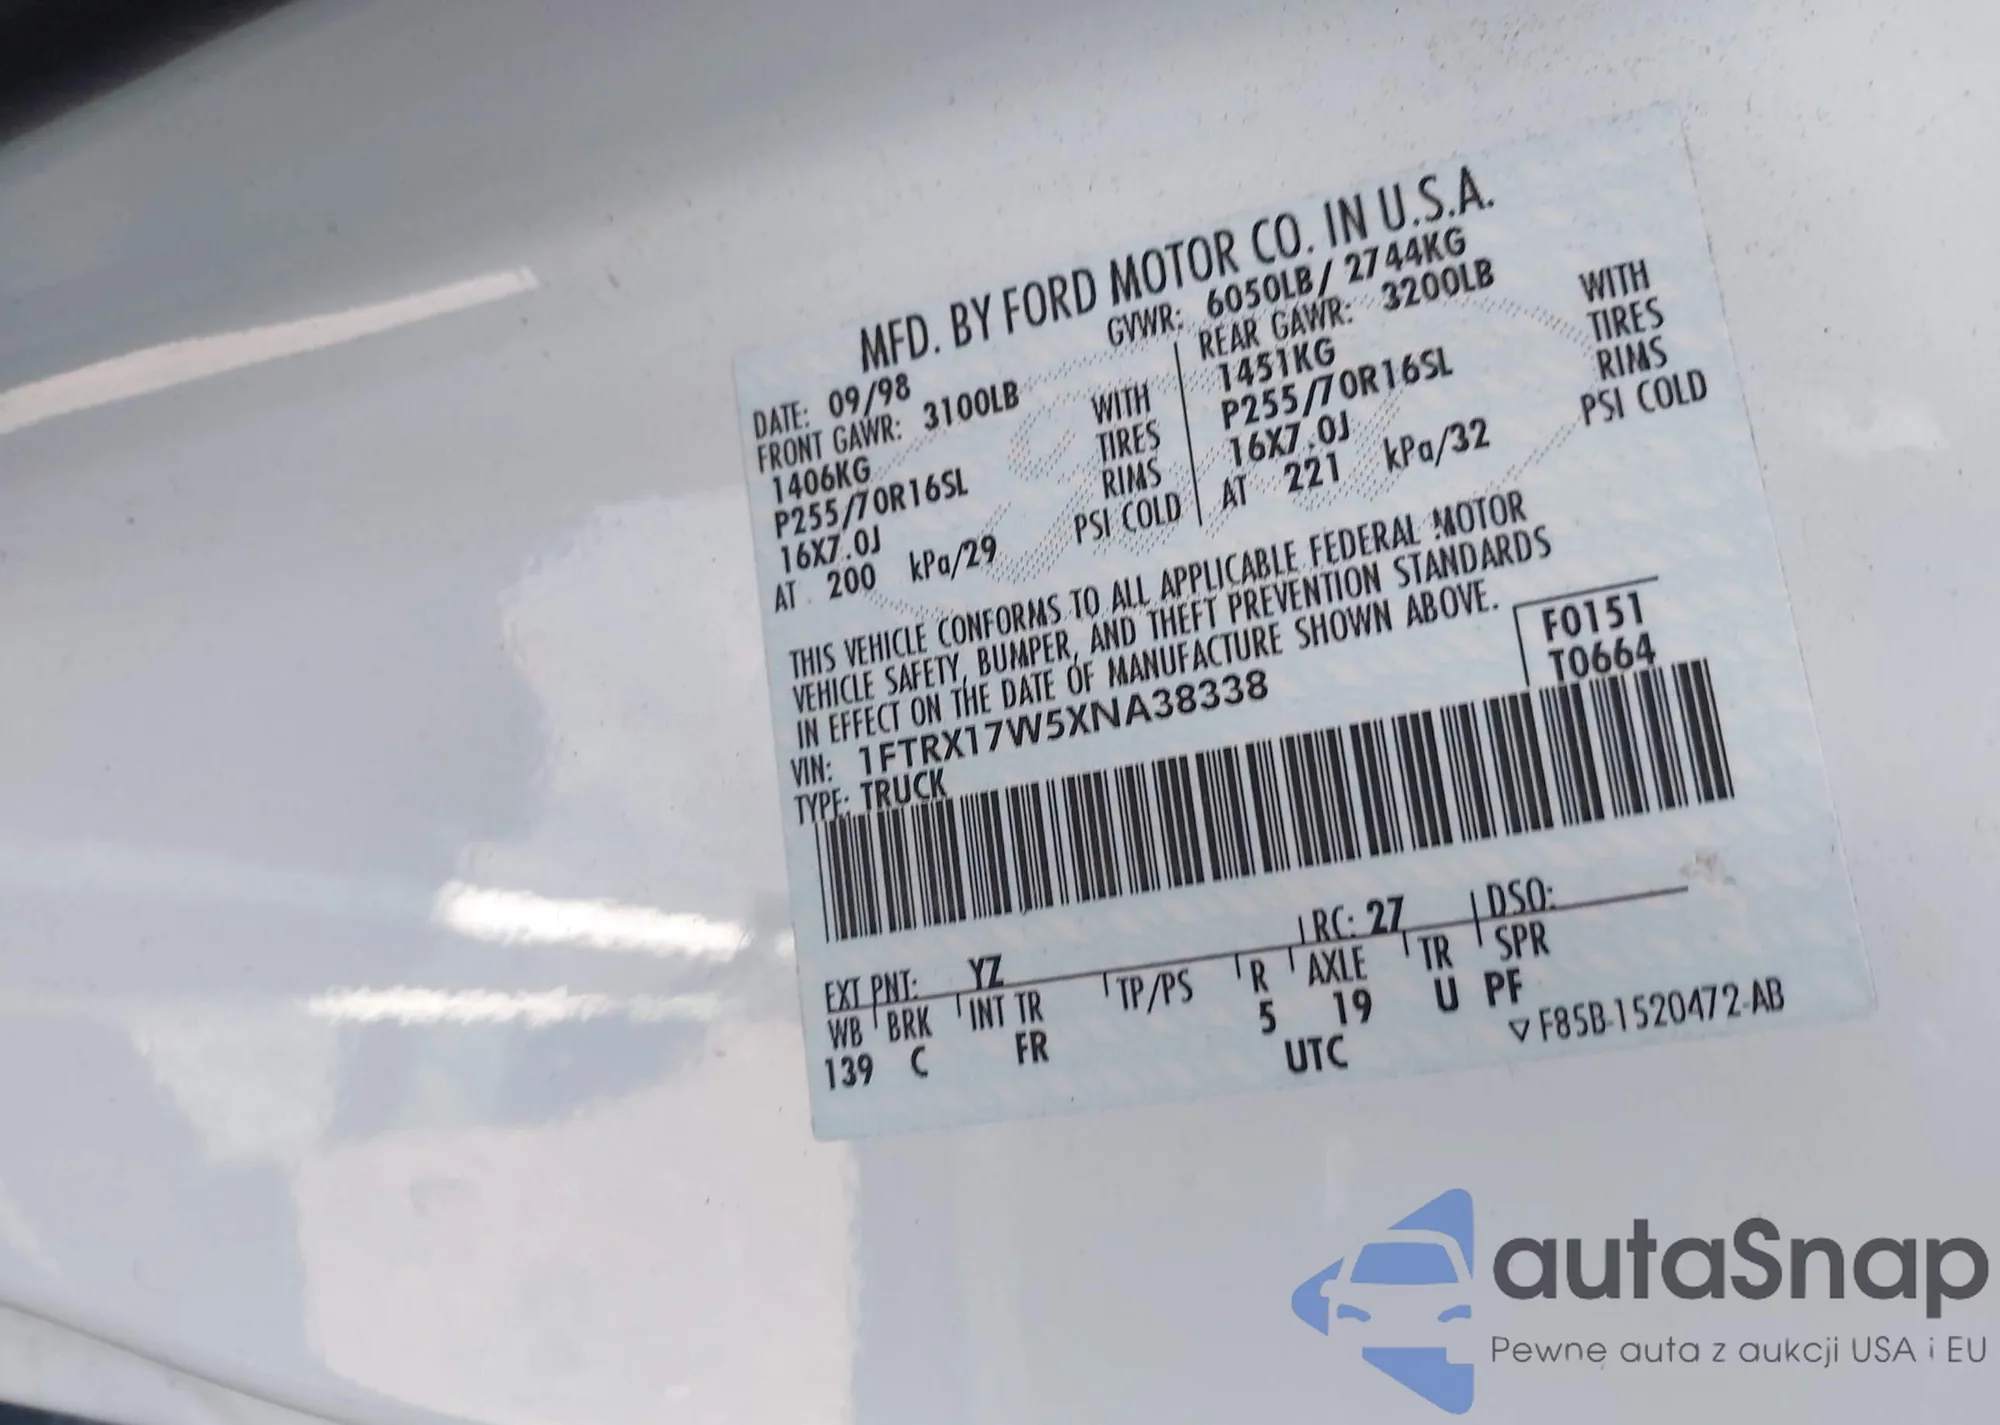 MFD. BY FORD MOTOR CO. IN U.S.A.
DATE: 09/98 GVWR: 6050LB/ 2744KG
FRONT GAWR: 3100LB REAR GAWR: 3200LB
1406KG WITH 1451KG WITH
P255/70R16SL TIRES P255/70R16SL TIRES
16X7.0J RIMS 16X7.0J RIMS
AT 200 kPa/29 PSI COLD AT 221 kPa/32 PSI COLD
THIS VEHICLE CONFORMS TO ALL APPLICABLE FEDERAL MOTOR
VEHICLE SAFETY, BUMPER, AND THEFT PREVENTION STANDARDS
IN EFFECT ON THE DATE OF MANUFACTURE SHOWN ABOVE.
VIN: 1FTRX17W5XNA38338 F0151
TYPE: TRUCK T0664
EXT PNT: YZ RC: 27 DSO:
WB BRK INT TR TP/PS R AXLE TR SPR
139 C FR 5 19 U PF
UTC ▽F85B-1520472-AB
autaSnap
Pewne auta z aukcji USA i EU